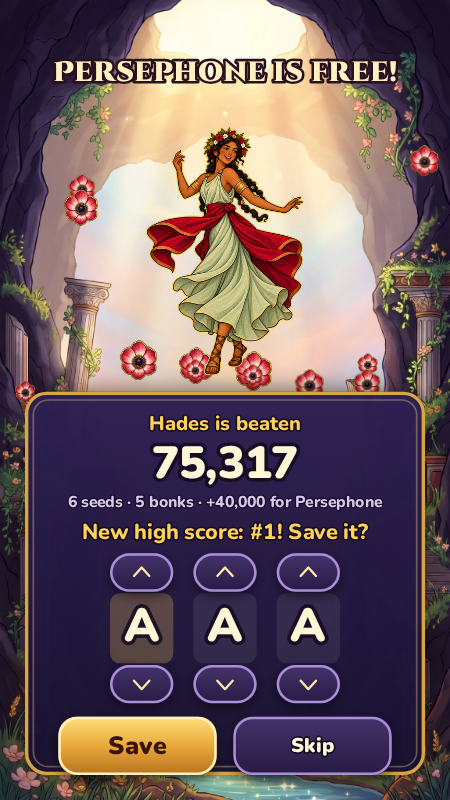 PERSEPHONE IS FREE!
Hades is beaten
75,317
6 seeds · 5 bonks · +40,000 for Persephone
New high score: #1! Save it?
A A A
Save Skip